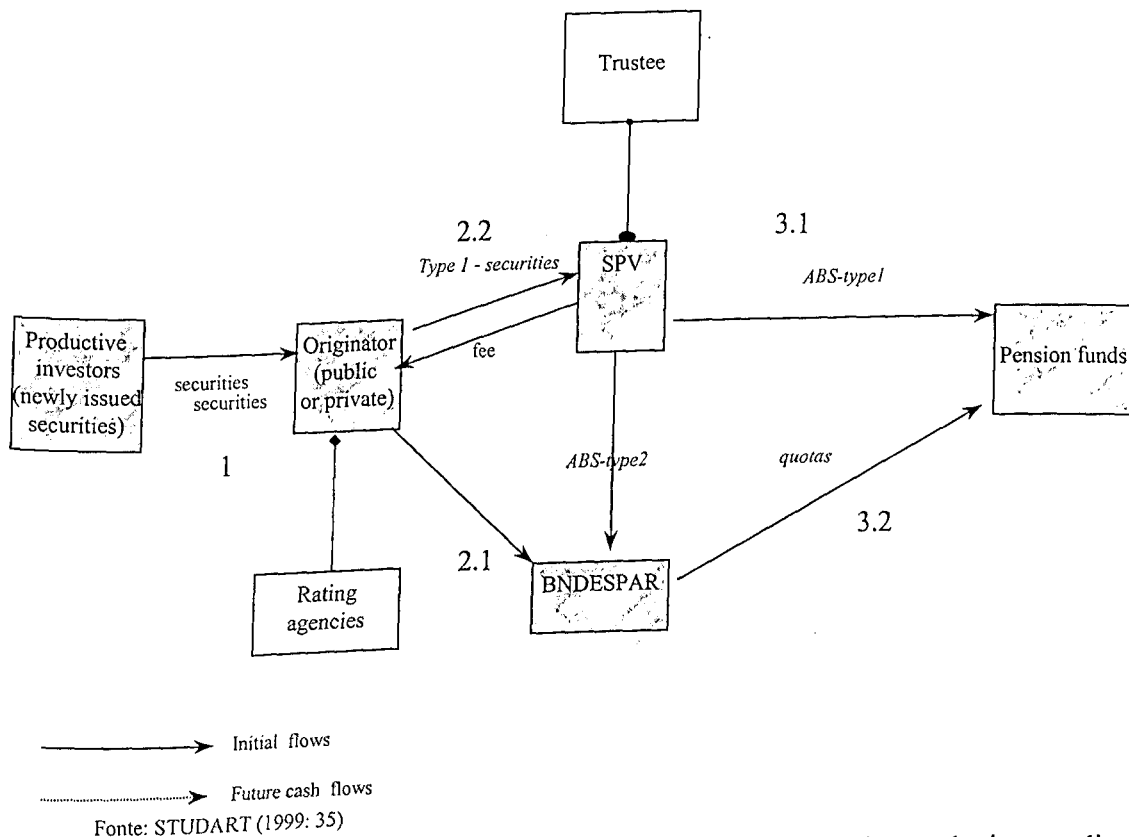 Trustee
2.2
3.1
Type 1 - securities
SPV
ABS-type1
Productive
investors
(newly issued
securities)
securities
securities
Originator
(public
or private)
fee
Pension funds
1
ABS-type2
quotas
3.2
2.1
BNDESPAR
Rating
agencies
Initial flows
Future cash flows
Fonte: STUDART (1999: 35)